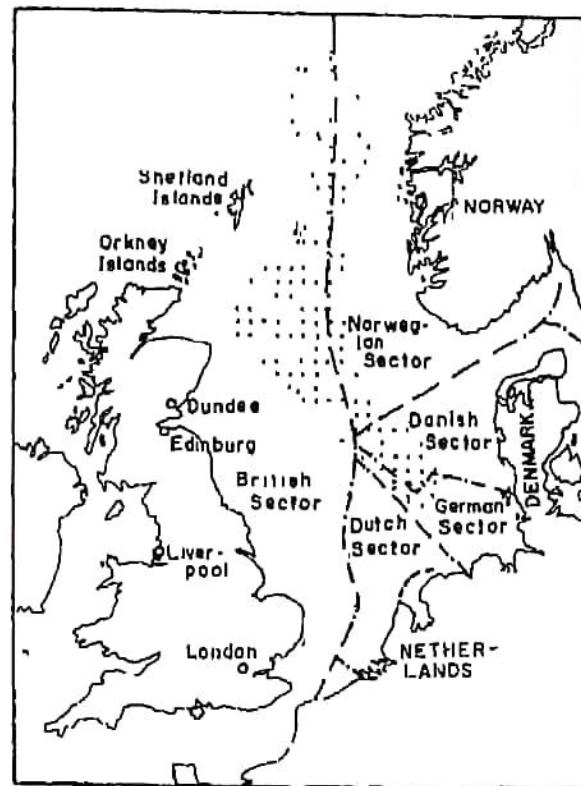 Shetland
Islands
Orkney
Islands
NORWAY
Norweg-
ian
Sector
Dundee
Edinburg
Danish
Sector
DENMARK
British
Sector
German
Sector
Dutch
Sector
Liver-
pool
London
NETHER-
LANDS